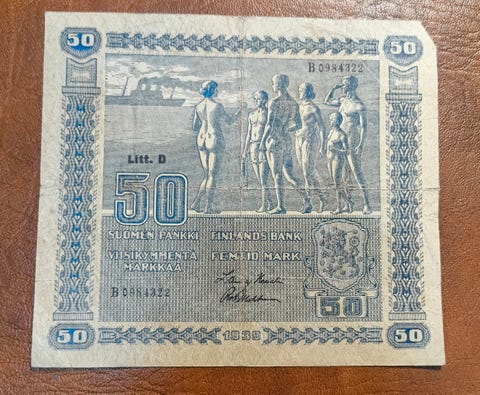 50 50
B 0984322
Litt. D
50
SUOMEN PANKKI FINLANDS BANK
VIISIKYMMENTÄ FEMTIO MARK
MARKKAA
B 0984322
50
50 1939 50